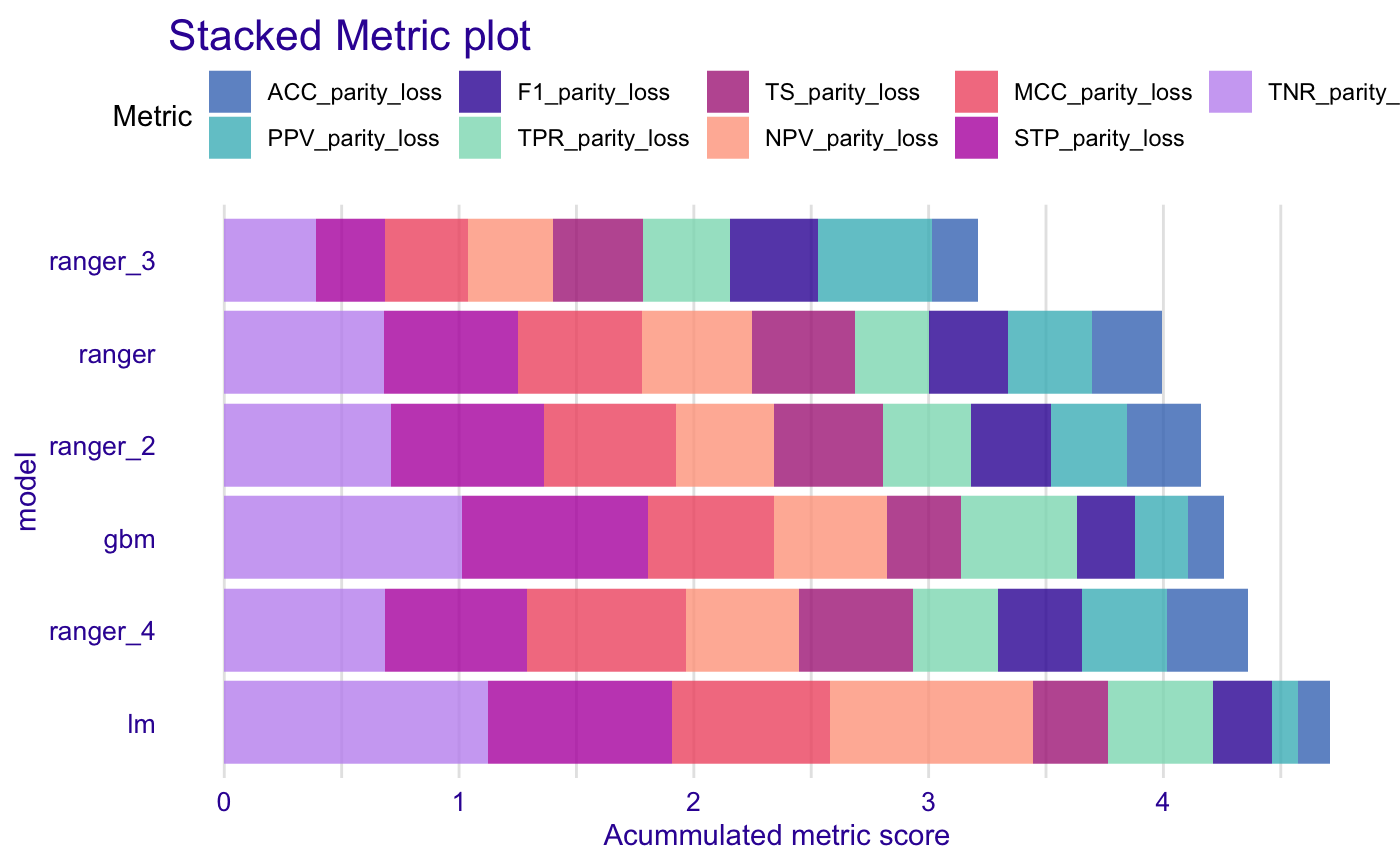 Stacked Metric plot
Metric
ACC_parity_loss F1_parity_loss TS_parity_loss MCC_parity_loss TNR_parity_
PPV_parity_loss TPR_parity_loss NPV_parity_loss STP_parity_loss
model
ranger_3
ranger
ranger_2
gbm
ranger_4
lm
0 1 2 3 4
Acummulated metric score